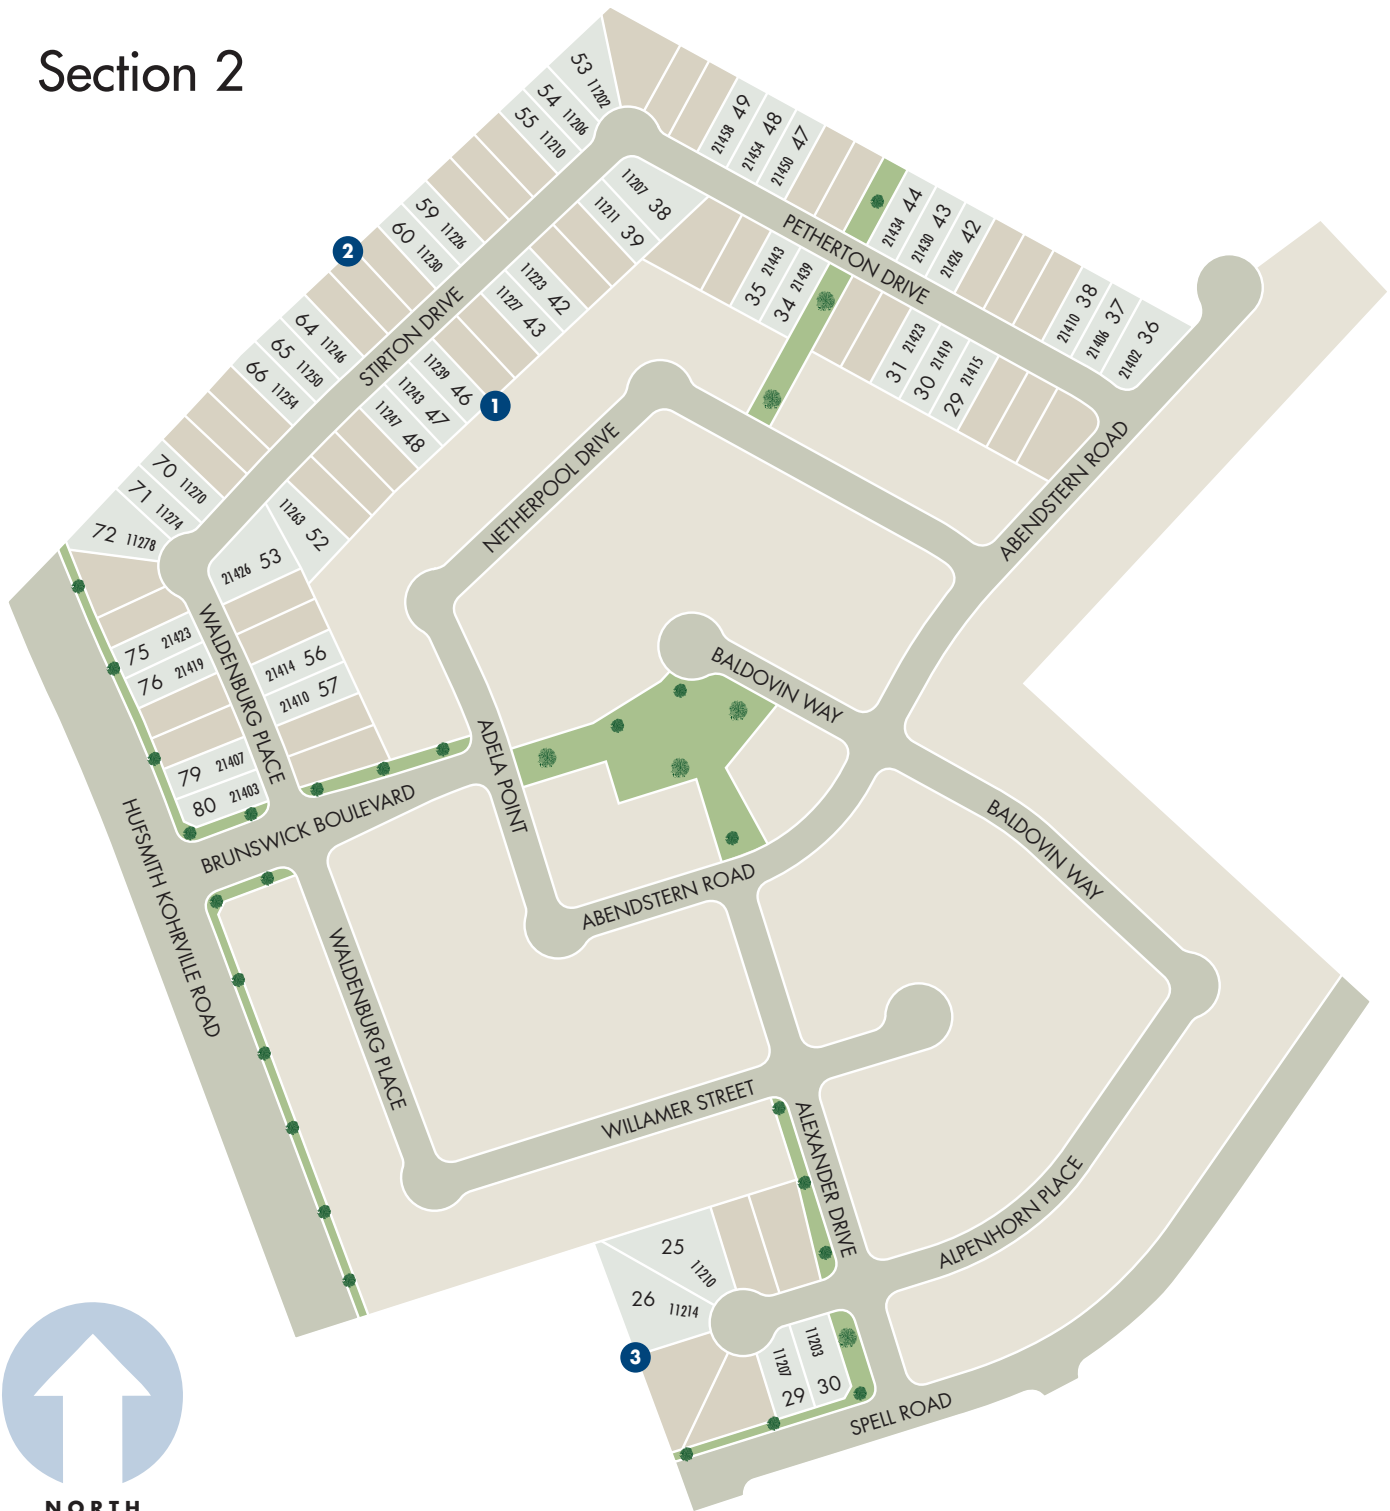 Section 2
53 11202
54 11206
55 11210
59 11226
60 11230
2
64 11246
65 11250
66 11254
70 11270
71 11274
72 11278
STIRTON DRIVE
11207 38
11211 39
11223 42
11227 43
11239 46
11243 47
11247 48
1
11263 52
21426 53
21458 49
21454 48
21450 47
21434 44
21430 43
21426 42
21410 38
21406 37
21402 36
PETHERTON DRIVE
35 21443
34 21439
31 21423
30 21419
29 21415
ABENDSTERN ROAD
NETHERPOOL DRIVE
WALDENBURG PLACE
75 21423
76 21419
79 21407
80 21403
21414 56
21410 57
BALDOVIN WAY
ADELA POINT
BRUNSWICK BOULEVARD
HUFSMITH KOHRVILLE ROAD
ABENDSTERN ROAD
BALDOVIN WAY
WALDENBURG PLACE
WILLAMER STREET
ALEXANDER DRIVE
ALPENHORN PLACE
25 11210
26 11214
3
11207 29
11203 30
SPELL ROAD
NORTH